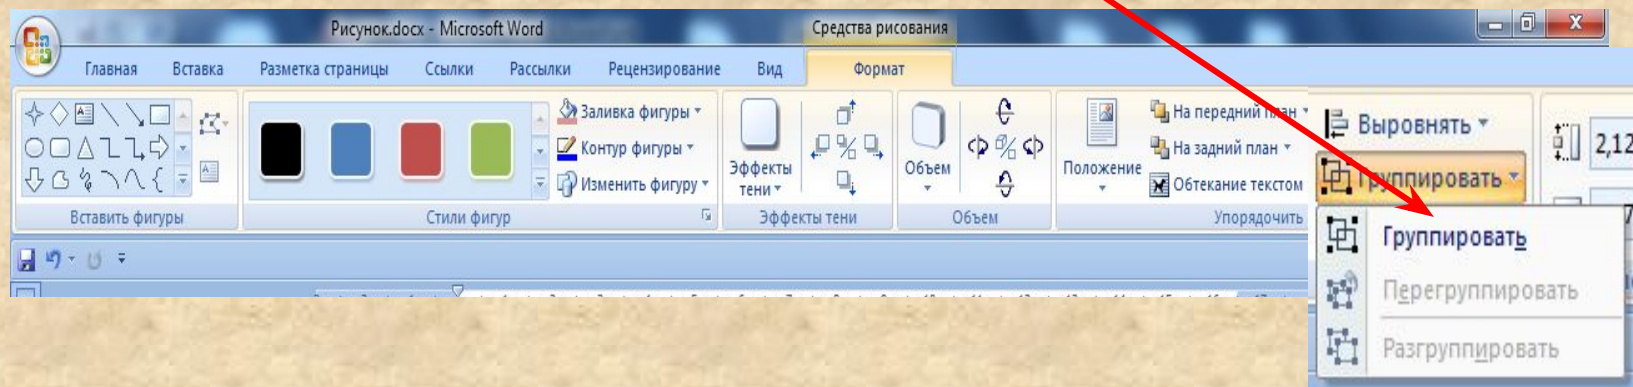 Рисунок.docx - Microsoft Word
Средства рисования
Главная Вставка Разметка страницы Ссылки Рассылки Рецензирование Вид Формат
Заливка фигуры
Контур фигуры
Изменить фигуру
Эффекты тени
Объем
Положение
На передний план
На задний план
Обтекание текстом
Выровнять
Группировать
2,12
Вставить фигуры
Стили фигур
Эффекты тени
Объем
Упорядочить
Группировать
Перегруппировать
Разгруппировать